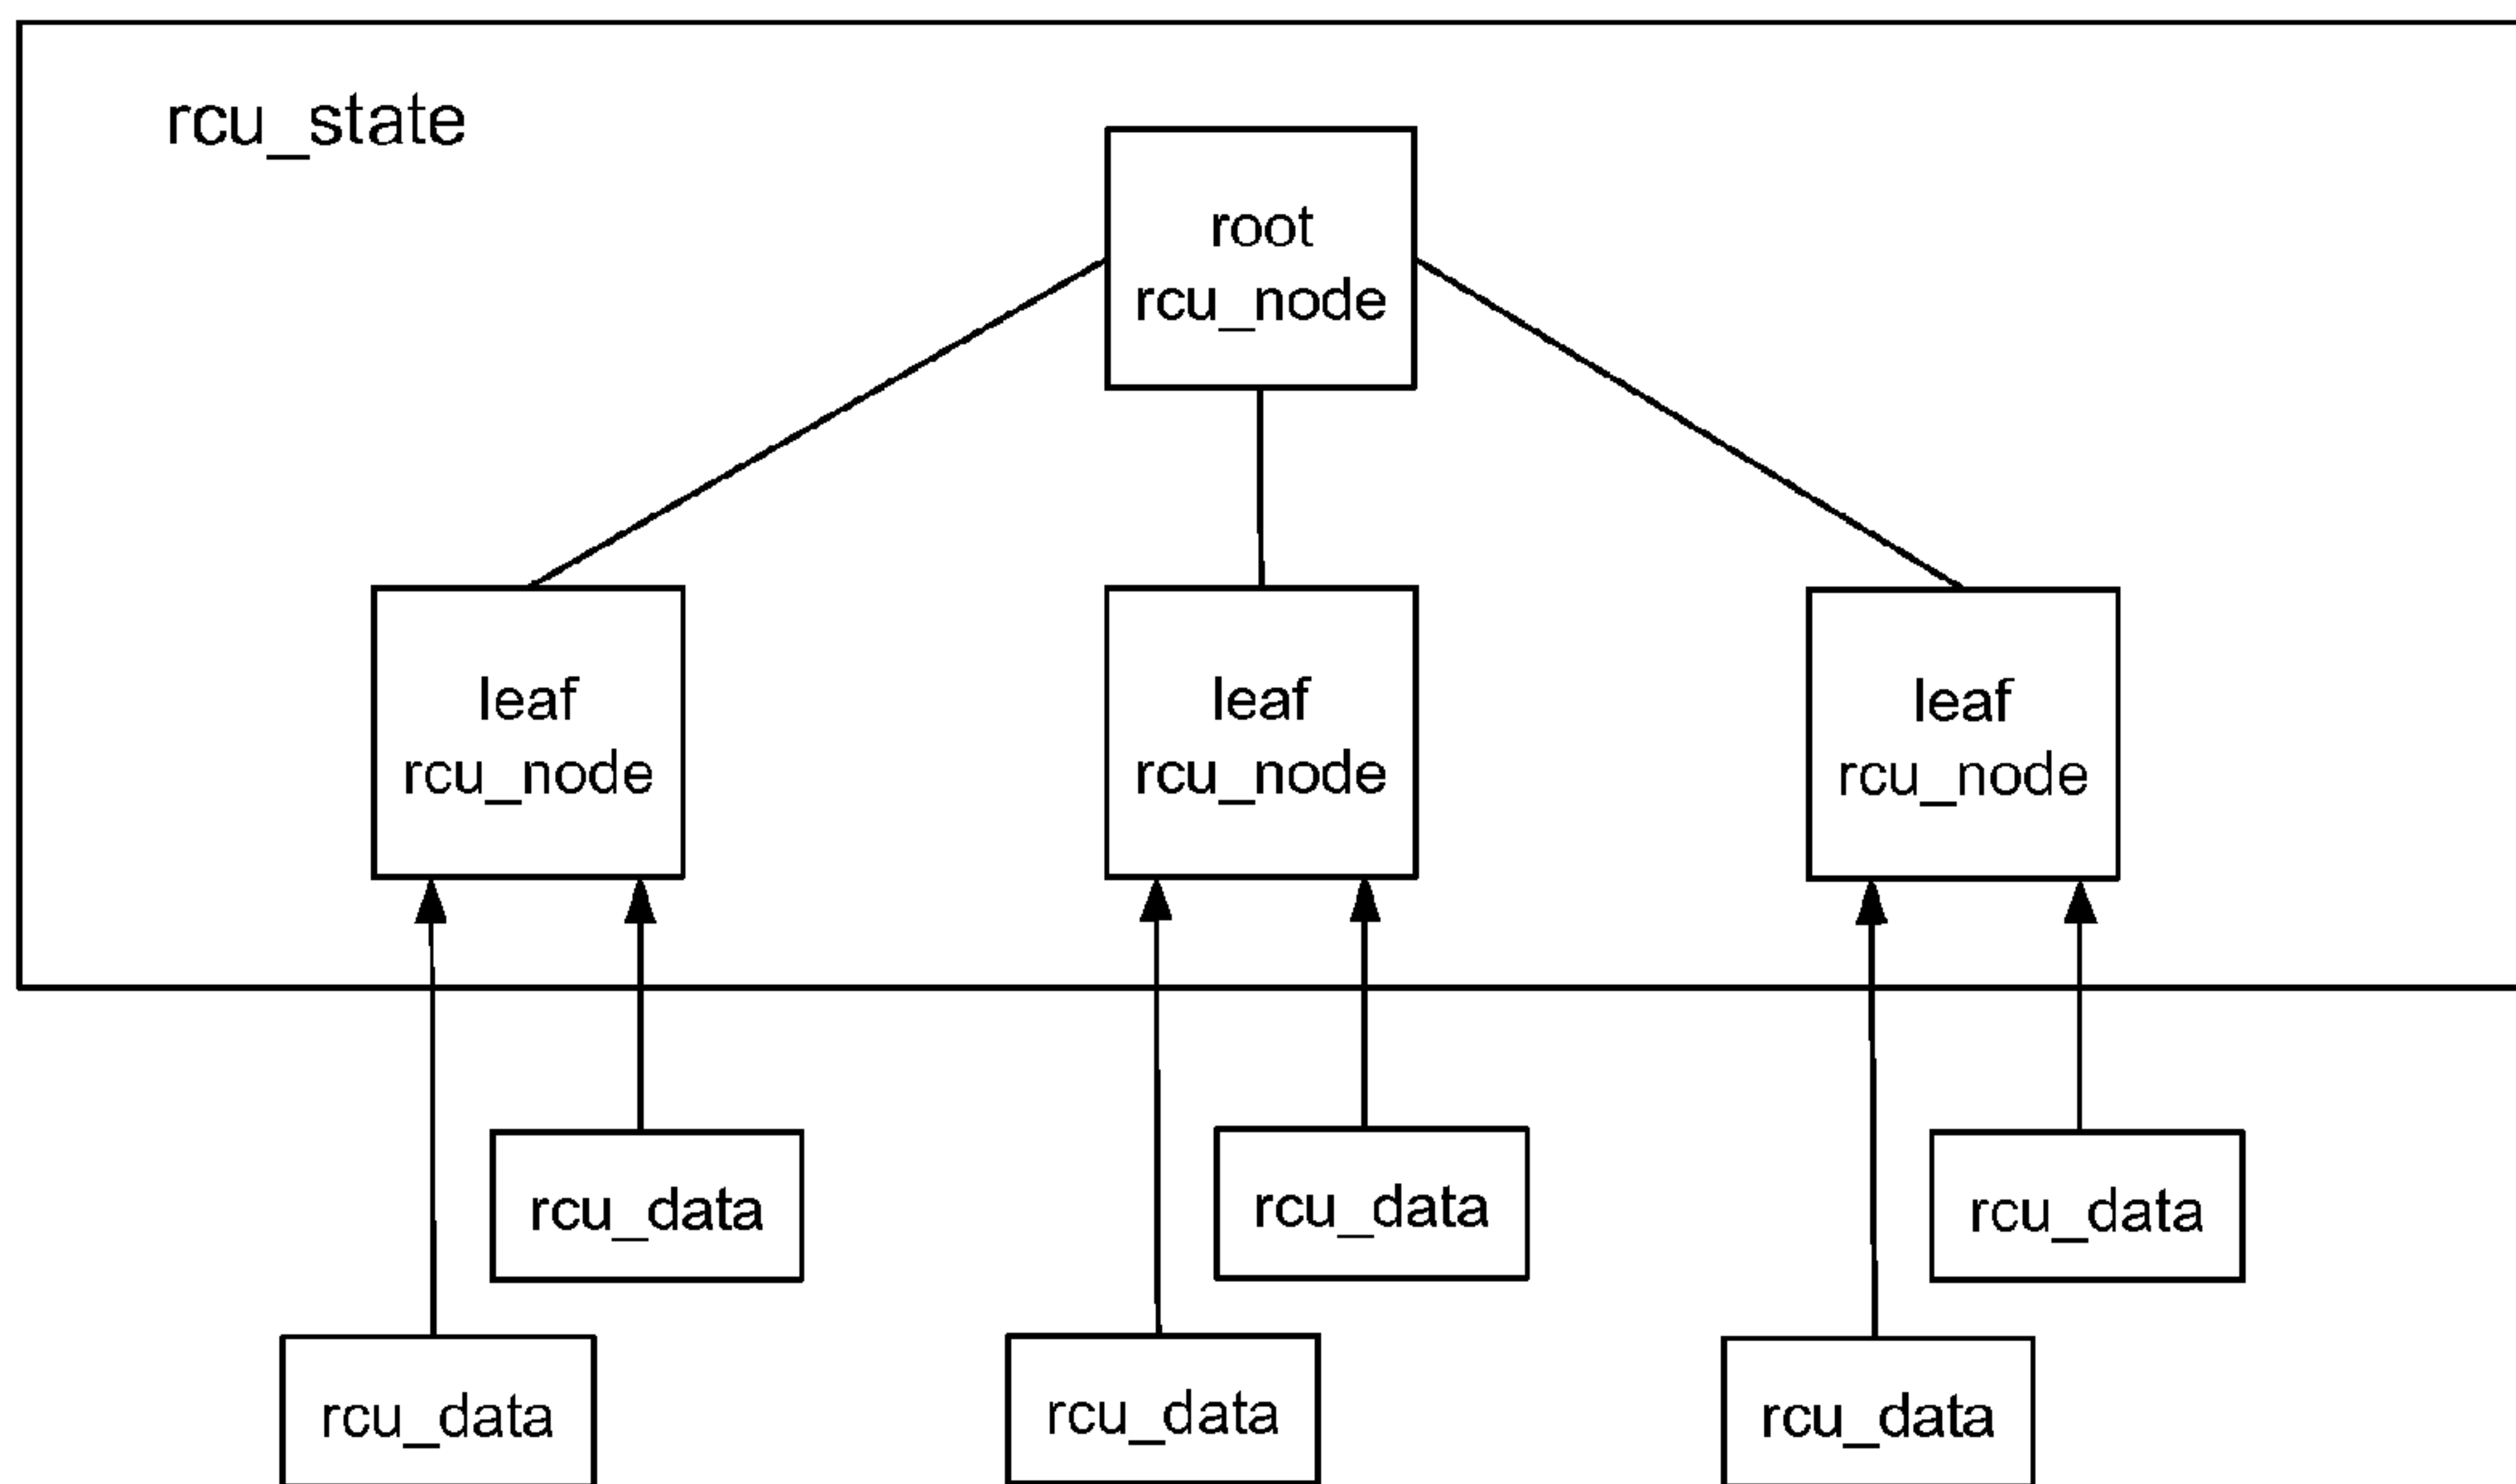 rcu_state
root
rcu_node
leaf
rcu_node
leaf
rcu_node
leaf
rcu_node
rcu_data
rcu_data
rcu_data
rcu_data
rcu_data
rcu_data